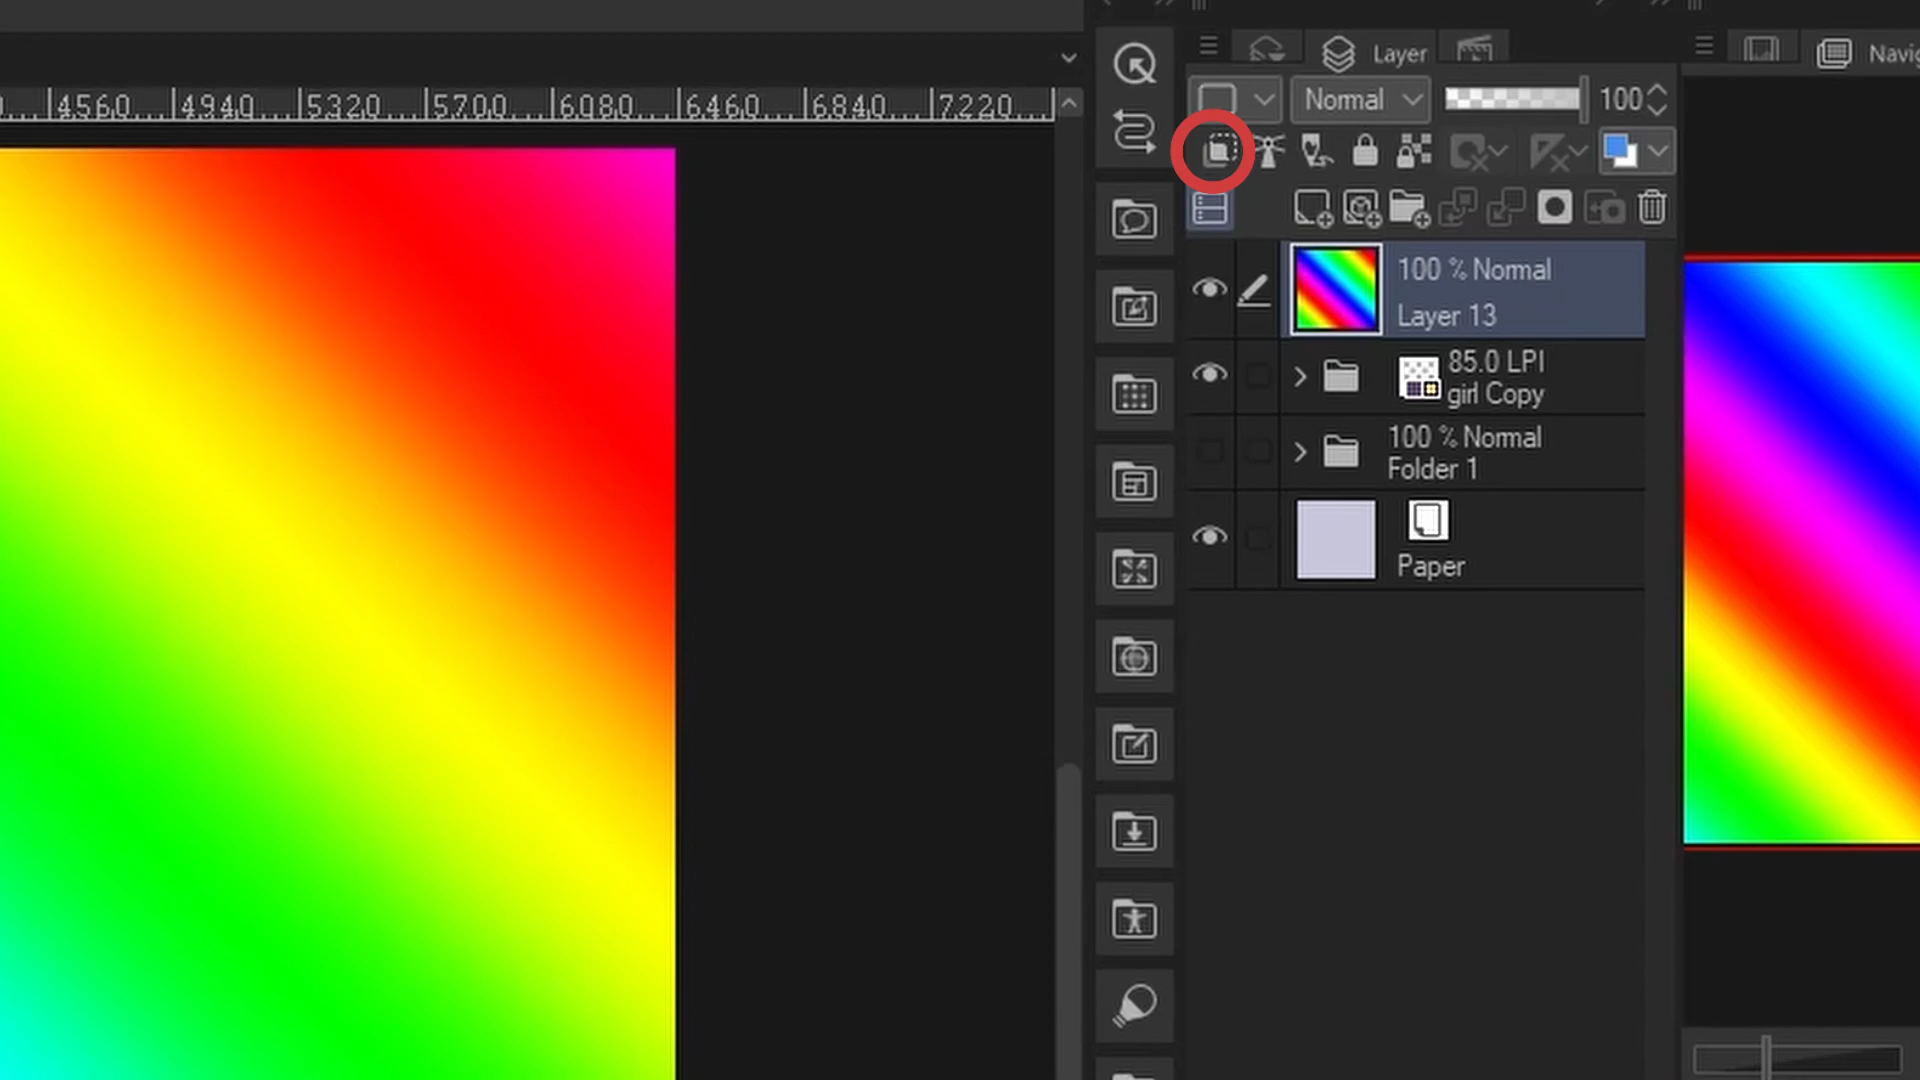 Layer
Navig
Normal
100
4560
4940
5320
5700
6080
6460
6840
7220
100 % Normal
Layer 13
85.0 LPI
girl Copy
100 % Normal
Folder 1
Paper